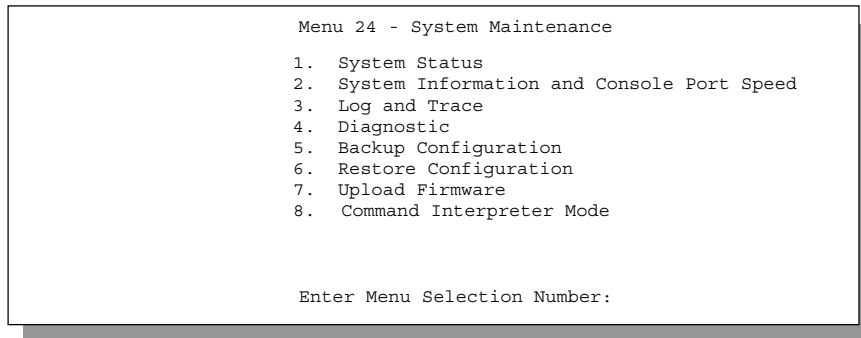 Menu 24 - System Maintenance
1. System Status
2. System Information and Console Port Speed
3. Log and Trace
4. Diagnostic
5. Backup Configuration
6. Restore Configuration
7. Upload Firmware
8. Command Interpreter Mode
Enter Menu Selection Number: